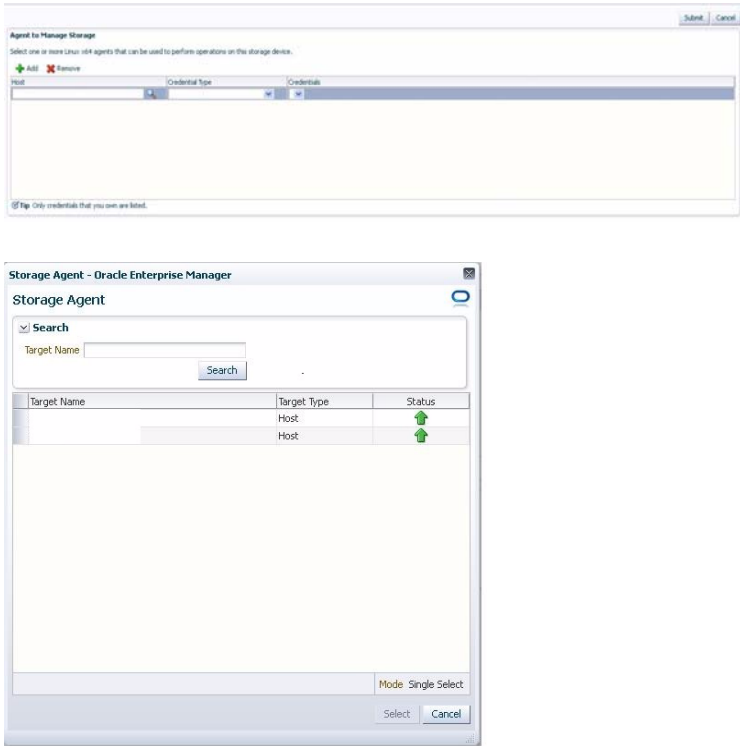 Submit Cancel
Agent to Manage Storage
Select one or more Linux x64 agents that can be used to perform operations on this storage device.
Add Remove
Host Credential Type Credentials
Tip Only credentials that you own are listed.
Storage Agent - Oracle Enterprise Manager
Storage Agent
Search
Target Name
Search
Target Name Target Type Status
Host
Host
Mode Single Select
Select Cancel